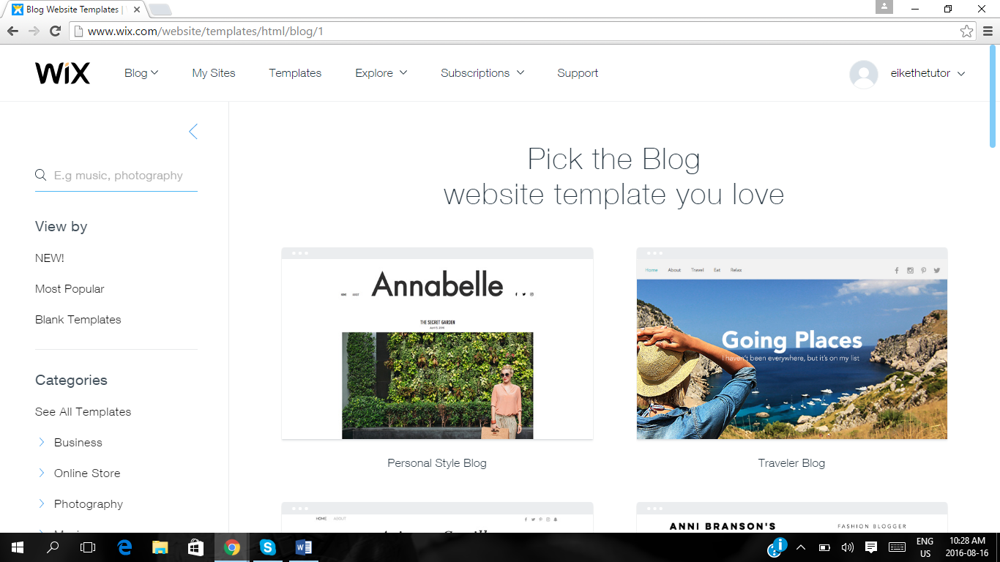 Blog Website Templates |
www.wix.com/website/templates/html/blog/1
WiX
Blog
My Sites
Templates
Explore
Subscriptions
Support
eikethetutor
E.g music, photography
View by
NEW!
Most Popular
Blank Templates
Categories
See All Templates
Business
Online Store
Photography
Pick the Blog
website template you love
HOME ABOUT
Annabelle
THE SECRET GARDEN
Personal Style Blog
Home About Travel Eat Relax
Going Places
I haven't been everywhere, but it's on my list
Traveler Blog
HOME ABOUT
ANNI BRANSON'S
FASHION BLOGGER
ENG
US
10:28 AM
2016-08-16